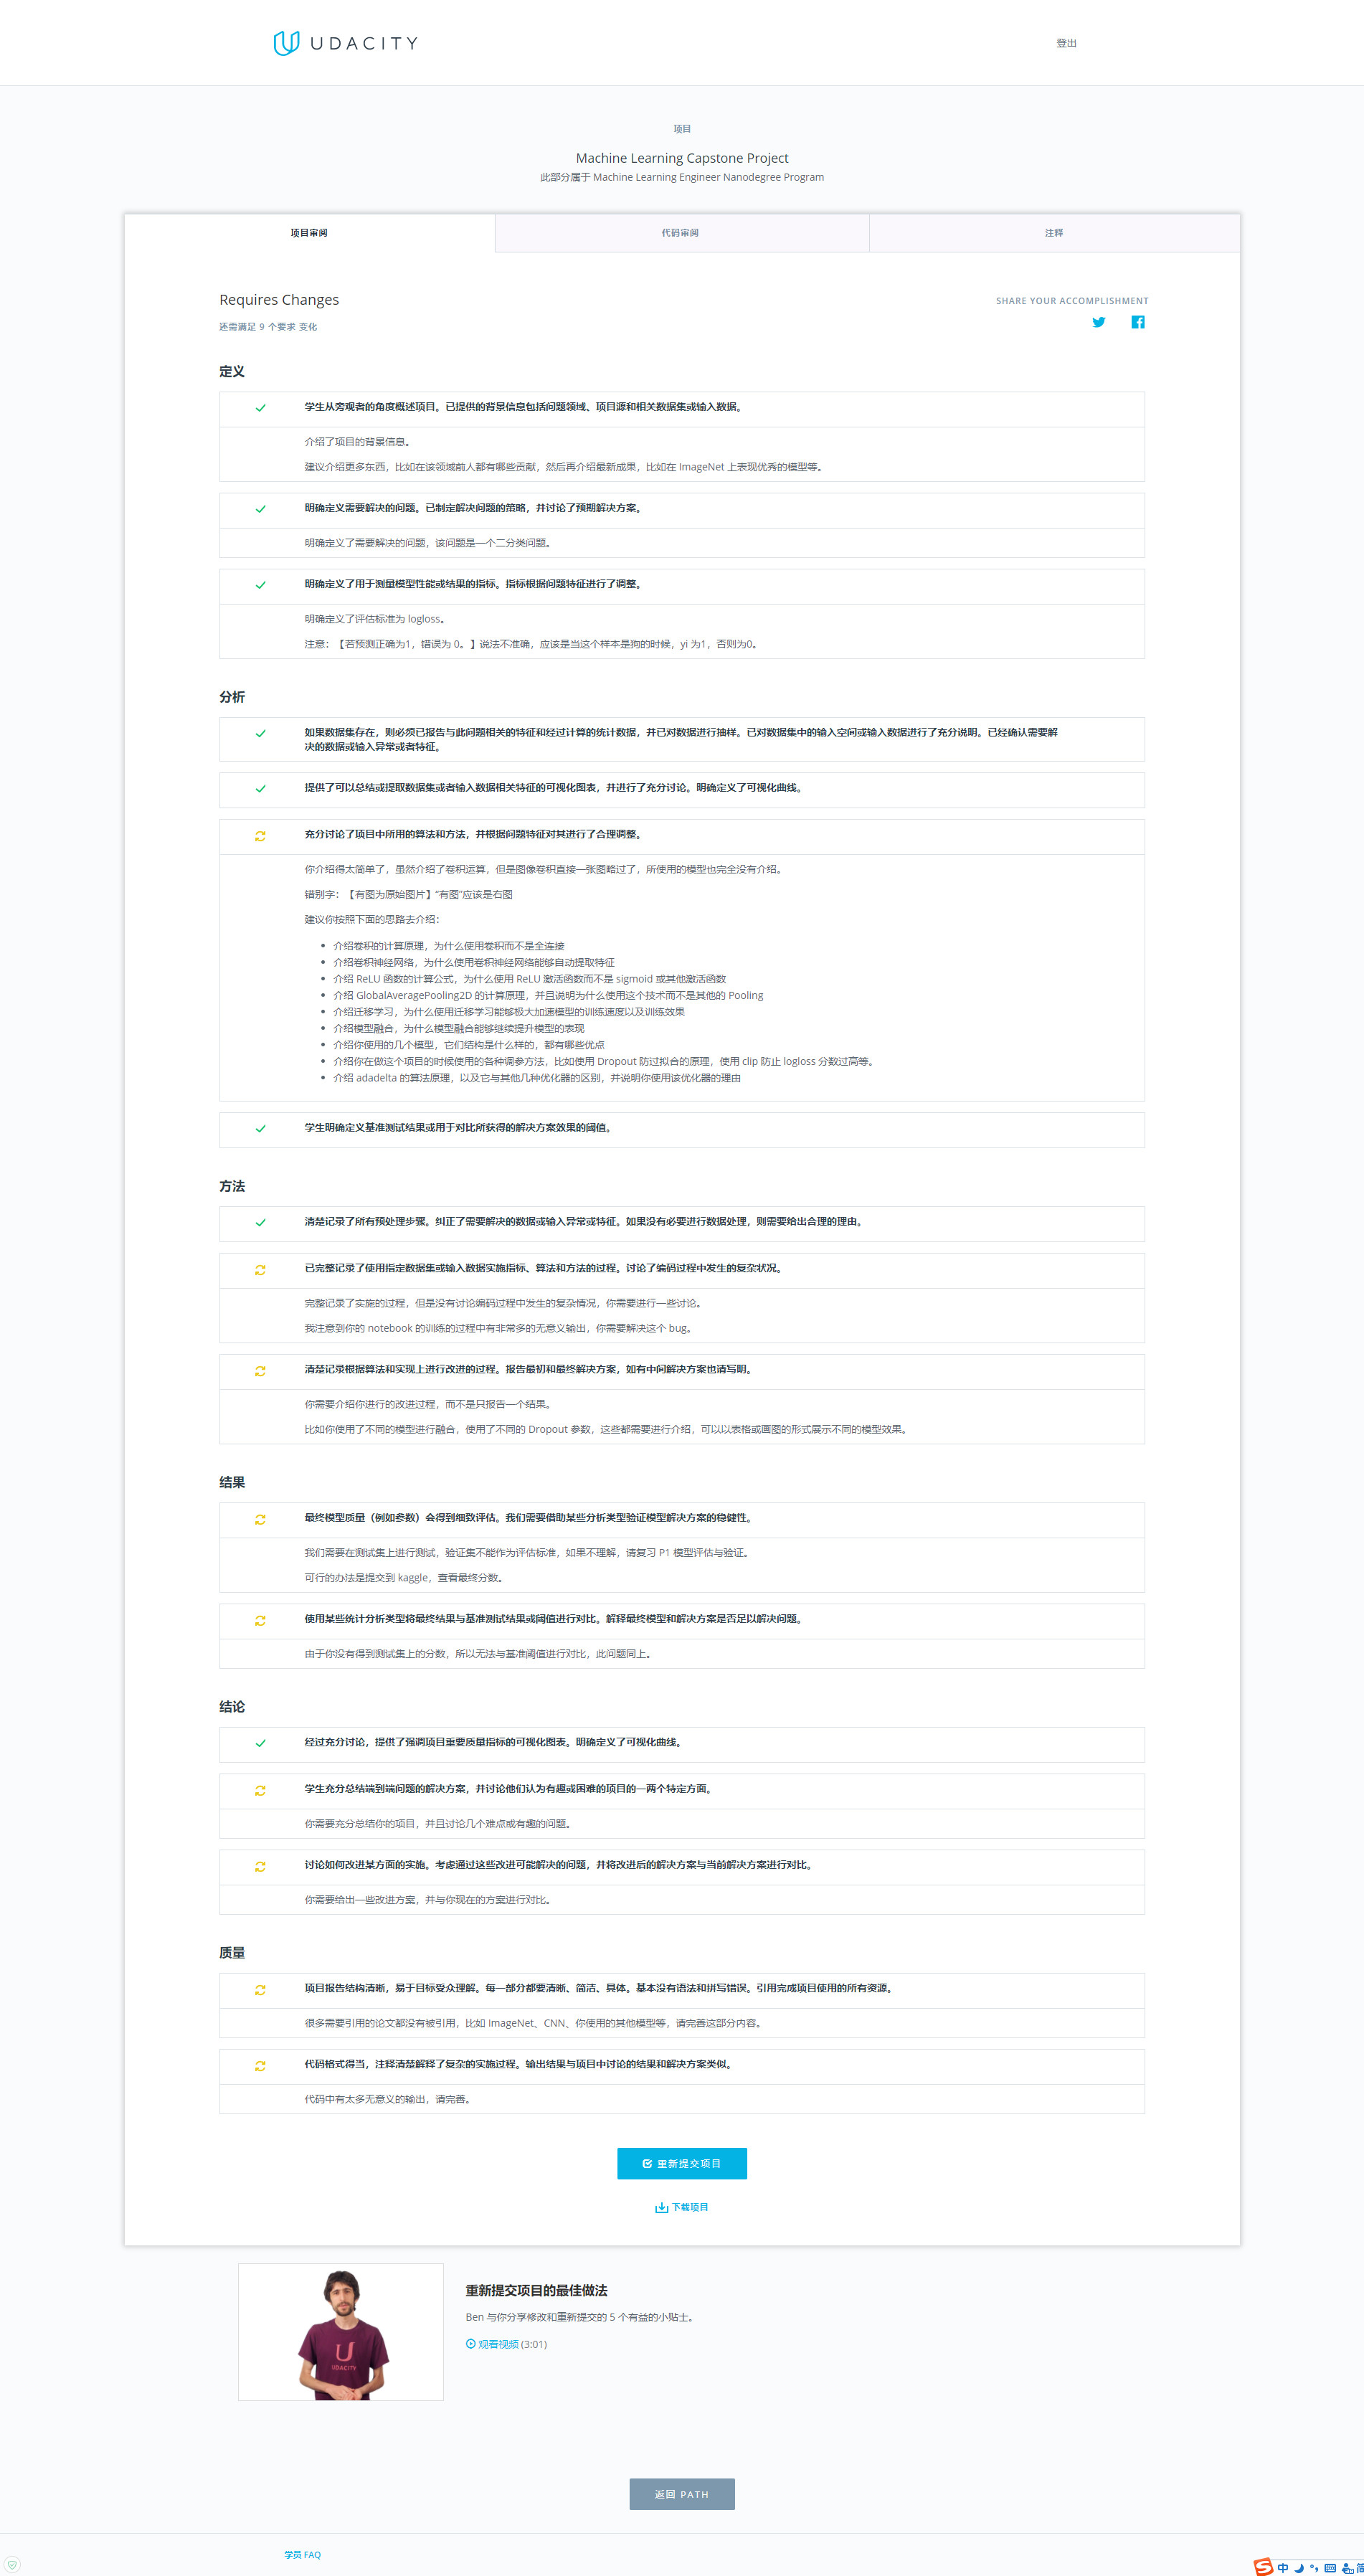 UDACITY
登出
项目
Machine Learning Capstone Project
此部分属于 Machine Learning Engineer Nanodegree Program
项目审阅
代码审阅
注释
Requires Changes
还需满足 9 个要求 变化
SHARE YOUR ACCOMPLISHMENT
定义
学生从旁观者的角度概述项目。已提供的背景信息包括问题领域、项目源和相关数据集或输入数据。
介绍了项目的背景信息。
建议介绍更多东西，比如在该领域前人都有哪些贡献，然后再介绍最新成果，比如在 ImageNet 上表现优秀的模型等。
明确定义需要解决的问题。已制定解决问题的策略，并讨论了预期解决方案。
明确定义了需要解决的问题，该问题是一个二分类问题。
明确定义了用于测量模型性能或结果的指标。指标根据问题特征进行了调整。
明确定义了评估标准为 logloss。
注意：【若预测正确为1，错误为 0。】说法不准确，应该是当这个样本是狗的时候，yi 为1，否则为0。
分析
如果数据集存在，则必须已报告与此问题相关的特征和经过计算的统计数据，并已对数据进行抽样。已对数据集中的输入空间或输入数据进行了充分说明。已经确认需要解
决的数据或输入异常或者特征。
提供了可以总结或提取数据集或者输入数据相关特征的可视化图表，并进行了充分讨论。明确定义了可视化曲线。
充分讨论了项目中所用的算法和方法，并根据问题特征对其进行了合理调整。
你介绍得太简单了，虽然介绍了卷积运算，但是图像卷积直接一张图略过了，所使用的模型也完全没有介绍。
错别字：【有图为原始图片】“有图”应该是右图
建议你按照下面的思路去介绍：
• 介绍卷积的计算原理，为什么使用卷积而不是全连接
• 介绍卷积神经网络，为什么使用卷积神经网络能够自动提取特征
• 介绍 ReLU 函数的计算公式，为什么使用 ReLU 激活函数而不是 sigmoid 或其他激活函数
• 介绍 GlobalAveragePooling2D 的计算原理，并且说明为什么使用这个技术而不是其他的 Pooling
• 介绍迁移学习，为什么使用迁移学习能够极大加速模型的训练速度以及训练效果
• 介绍模型融合，为什么模型融合能够继续提升模型的表现
• 介绍你使用的几个模型，它们结构是什么样的，都有哪些优点
• 介绍你在做这个项目的时候使用的各种调参方法，比如使用 Dropout 防过拟合的原理，使用 clip 防止 logloss 分数过高等。
• 介绍 adadelta 的算法原理，以及它与其他几种优化器的区别，并说明你使用该优化器的理由
学生明确定义基准测试结果或用于对比所获得的解决方案效果的阈值。
方法
清楚记录了所有预处理步骤。纠正了需要解决的数据或输入异常或特征。如果没有必要进行数据处理，则需要给出合理的理由。
已完整记录了使用指定数据集或输入数据实施指标、算法和方法的过程。讨论了编码过程中发生的复杂状况。
完整记录了实施的过程，但是没有讨论编码过程中发生的复杂情况，你需要进行一些讨论。
我注意到你的 notebook 的训练的过程中有非常多的无意义输出，你需要解决这个 bug。
清楚记录根据算法和实现上进行改进的过程。报告最初和最终解决方案，如有中间解决方案也请写明。
你需要介绍你进行的改进过程，而不是只报告一个结果。
比如你使用了不同的模型进行融合，使用了不同的 Dropout 参数，这些都需要进行介绍，可以以表格或画图的形式展示不同的模型效果。
结果
最终模型质量（例如参数）会得到细致评估。我们需要借助某些分析类型验证模型解决方案的稳健性。
我们需要在测试集上进行测试，验证集不能作为评估标准，如果不理解，请复习 P1 模型评估与验证。
可行的办法是提交到 kaggle，查看最终分数。
使用某些统计分析类型将最终结果与基准测试结果或阈值进行对比。解释最终模型和解决方案是否足以解决问题。
由于你没有得到测试集上的分数，所以无法与基准阈值进行对比，此问题同上。
结论
经过充分讨论，提供了强调项目重要质量指标的可视化图表。明确定义了可视化曲线。
学生充分总结端到端问题的解决方案，并讨论他们认为有趣或困难的项目的一两个特定方面。
你需要充分总结你的项目，并且讨论几个难点或有趣的问题。
讨论如何改进某方面的实施。考虑通过这些改进可能解决的问题，并将改进后的解决方案与当前解决方案进行对比。
你需要给出一些改进方案，并与你现在的方案进行对比。
质量
项目报告结构清晰，易于目标受众理解。每一部分都要清晰、简洁、具体。基本没有语法和拼写错误。引用完成项目使用的所有资源。
很多需要引用的论文都没有被引用，比如 ImageNet、CNN、你使用的其他模型等，请完善这部分内容。
代码格式得当，注释清楚解释了复杂的实施过程。输出结果与项目中讨论的结果和解决方案类似。
代码中有太多无意义的输出，请完善。
重新提交项目
下载项目
UDACITY
重新提交项目的最佳做法
Ben 与你分享修改和重新提交的 5 个有益的小贴士。
观看视频 (3:01)
返回 PATH
学员 FAQ
S 中 简